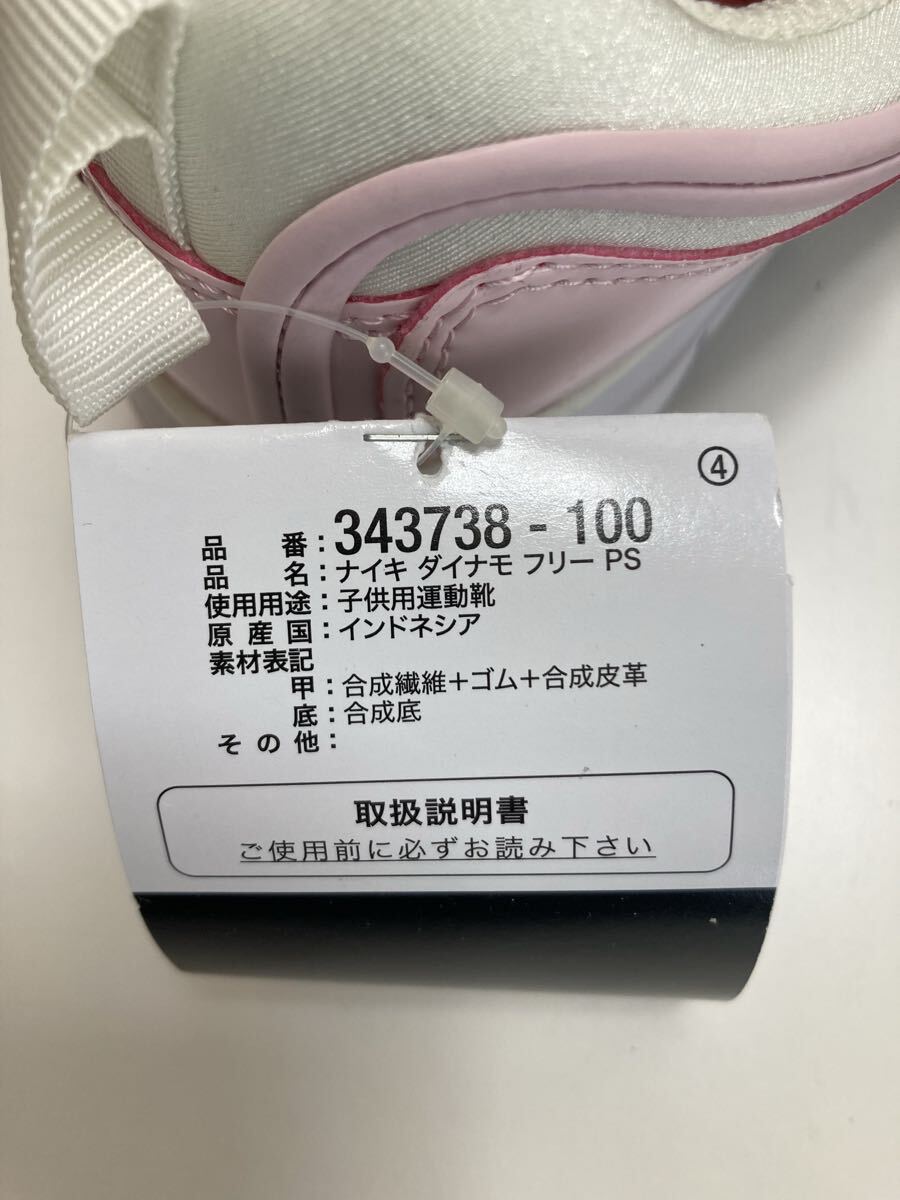 ④
品番：343738 - 100
品名：ナイキ ダイナモ フリー PS
使用用途：子供用運動靴
原産国：インドネシア
素材表記
甲：合成繊維＋ゴム＋合成皮革
底：合成底
その他：
取扱説明書
ご使用前に必ずお読み下さい